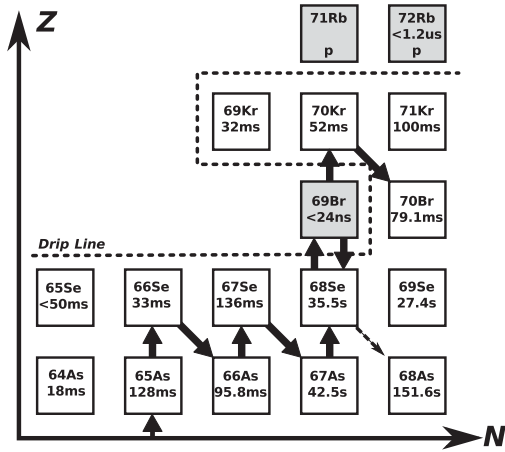 Z
71Rb
p
72Rb
<1.2us
p
69Kr
32ms
70Kr
52ms
71Kr
100ms
69Br
<24ns
70Br
79.1ms
Drip Line
65Se
<50ms
66Se
33ms
67Se
136ms
68Se
35.5s
69Se
27.4s
64As
18ms
65As
128ms
66As
95.8ms
67As
42.5s
68As
151.6s
N